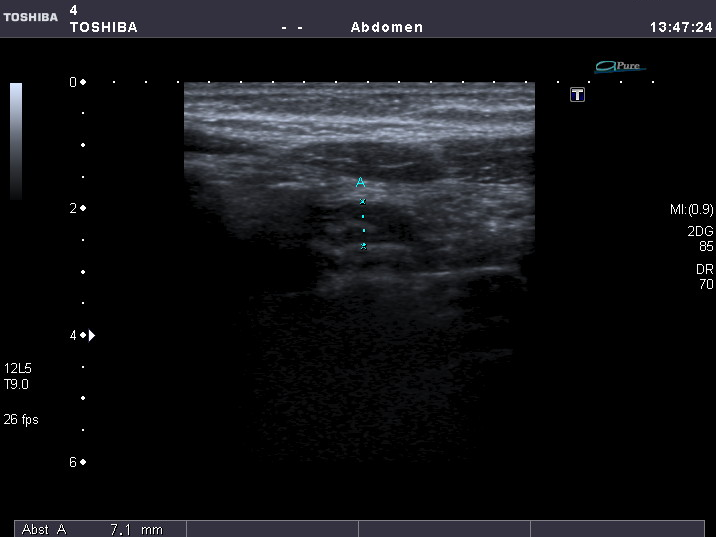 TOSHIBA
4
TOSHIBA - - Abdomen 13:47:24
Pure
T
0
A
2
MI:(0.9)
2DG
85
DR
70
4
12L5
T9.0
26 fps
6
Abst A 7.1 mm